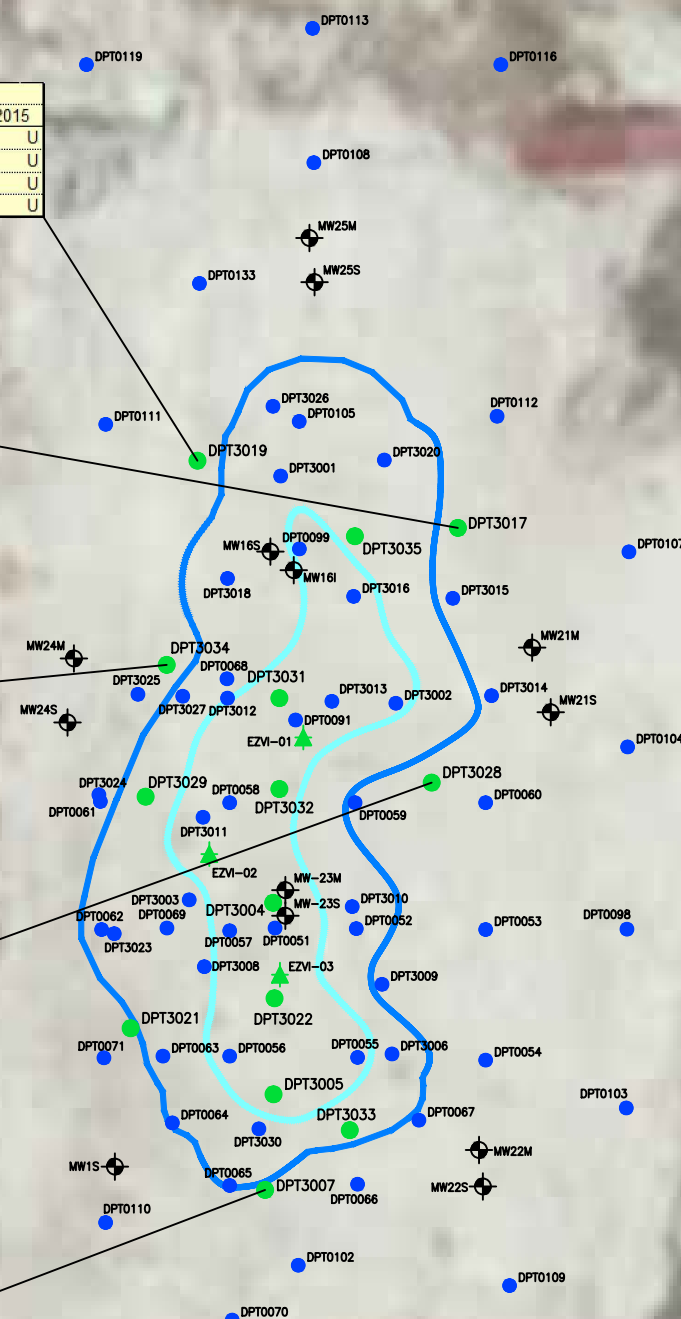 DPT0113
DPT0119
DPT0116
2015
U
U
U
U
DPT0108
MW25M
MW25S
DPT0133
DPT3026
DPT0105
DPT0112
DPT0111
DPT3019
DPT3020
DPT3001
DPT3017
DPT3035
DPT0099
MW16S
MW16I
DPT0107
DPT3018
DPT3016
DPT3015
MW24M
DPT3034
MW21M
DPT0068
DPT3031
DPT3025
DPT3027
DPT3012
DPT3013
DPT3002
DPT3014
MW24S
MW21S
DPT0091
EZVI-01
DPT0104
DPT3024
DPT0061
DPT3029
DPT0058
DPT3032
DPT3028
DPT0059
DPT0060
DPT3011
EZVI-02
MW-23M
DPT3003
DPT3004
MW-23S
DPT3010
DPT0062
DPT3023
DPT0069
DPT0057
DPT0051
DPT0052
DPT0053
DPT0098
DPT3008
EZVI-03
DPT3009
DPT3022
DPT3021
DPT0071
DPT0063
DPT0056
DPT0055
DPT3006
DPT0054
DPT3005
DPT0103
DPT0064
DPT3030
DPT3033
DPT0067
MW1S
MW22M
DPT0065
DPT3007
DPT0066
MW22S
DPT0110
DPT0102
DPT0109
DPT0070